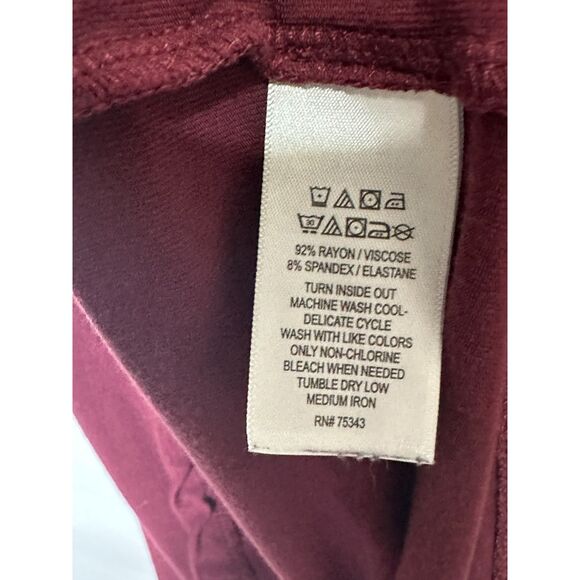 30
92% RAYON / VISCOSE
8% SPANDEX / ELASTANE
TURN INSIDE OUT
MACHINE WASH COOL-
DELICATE CYCLE
WASH WITH LIKE COLORS
ONLY NON-CHLORINE
BLEACH WHEN NEEDED
TUMBLE DRY LOW
MEDIUM IRON
RN# 75343